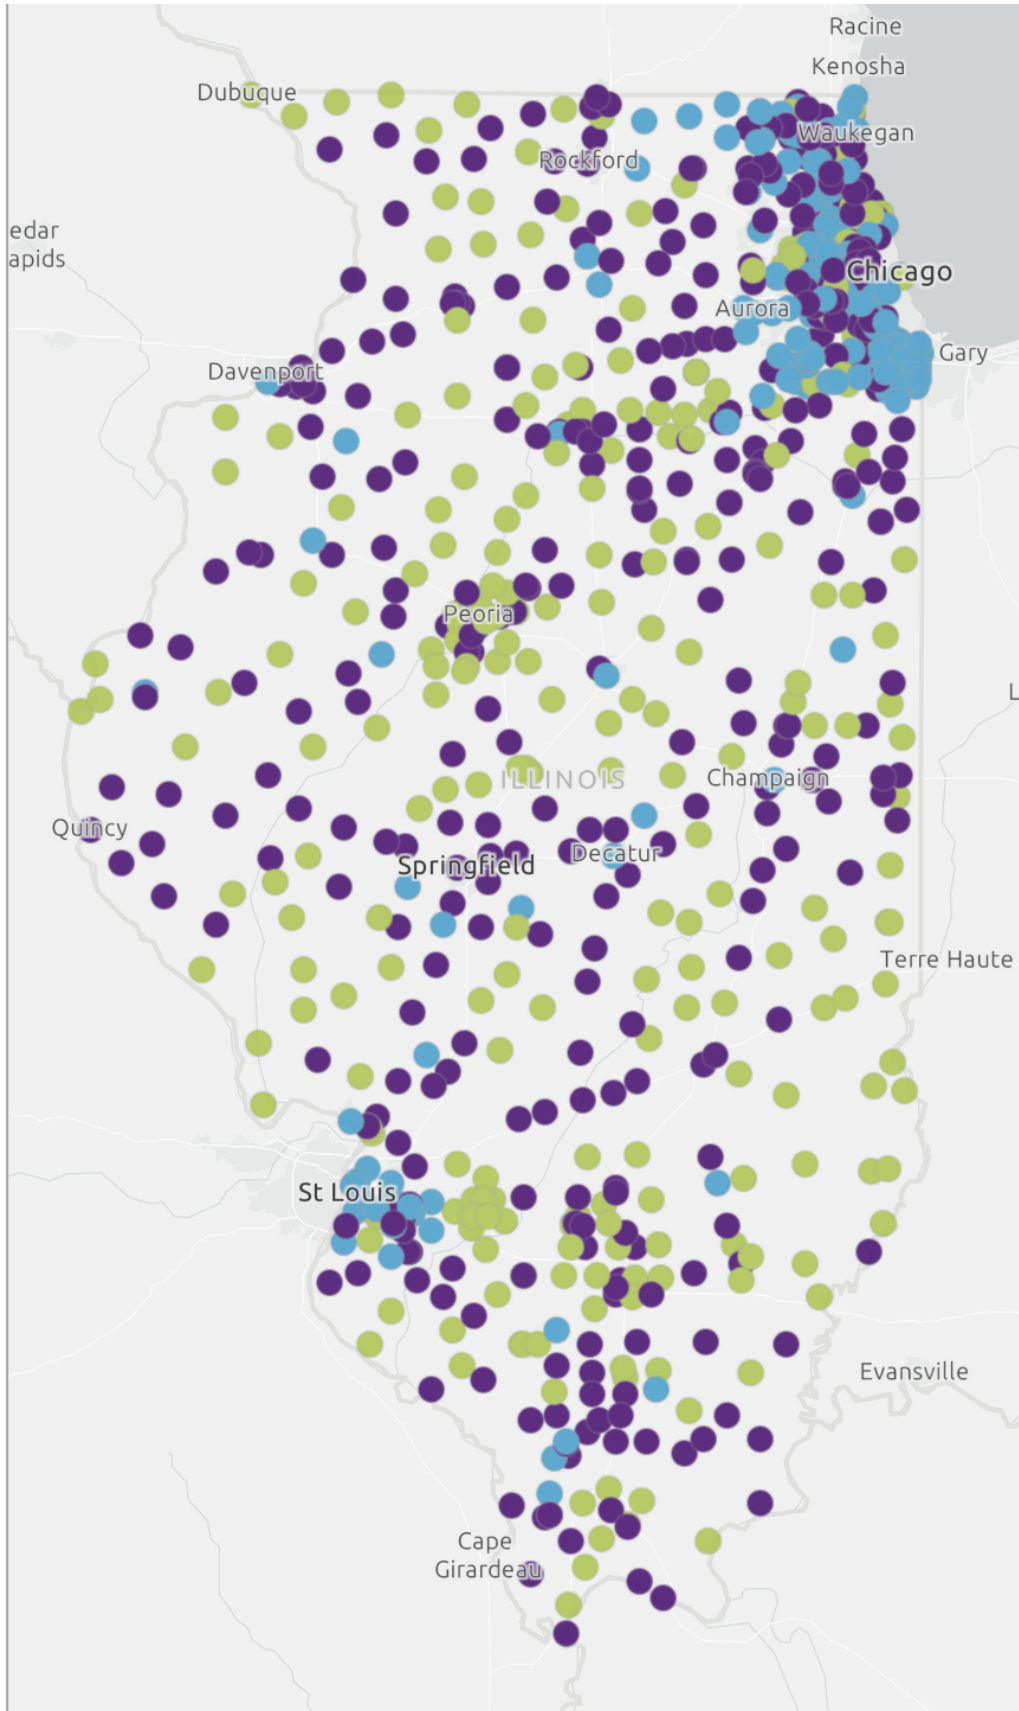 Racine
Kenosha
Dubuque
Waukegan
Rockford
edar
apids
Chicago
Aurora
Gary
Davenport
Peoria
L
ILLINOIS
Champaign
Quincy
Springfield
Decatur
Terre Haute
St Louis
Evansville
Cape
Girardeau